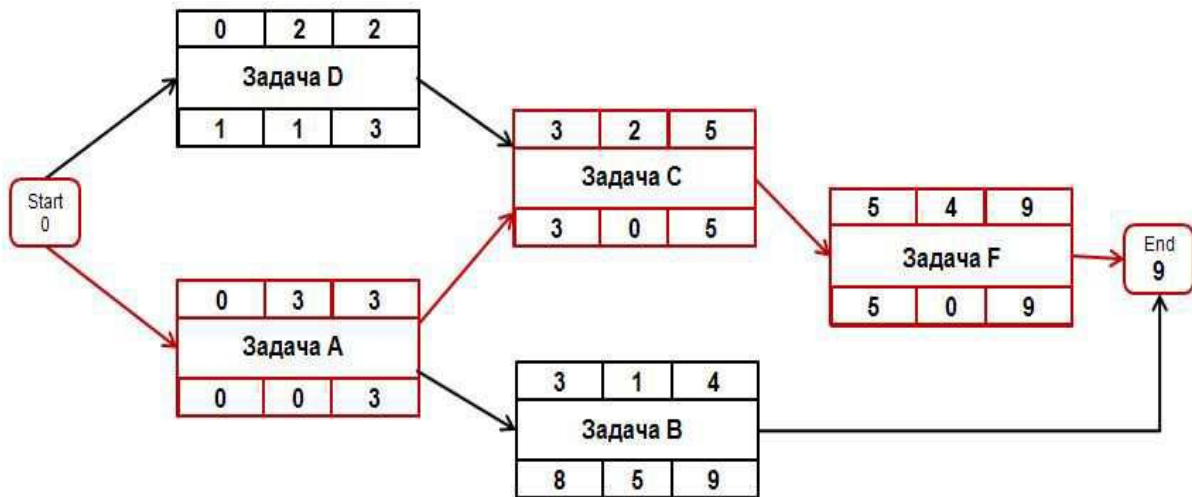 0 2 2
Задача D
1 1 3
3 2 5
Задача C
3 0 5
Start
0
5 4 9
Задача F
5 0 9
End
9
0 3 3
Задача A
0 0 3
3 1 4
Задача B
8 5 9